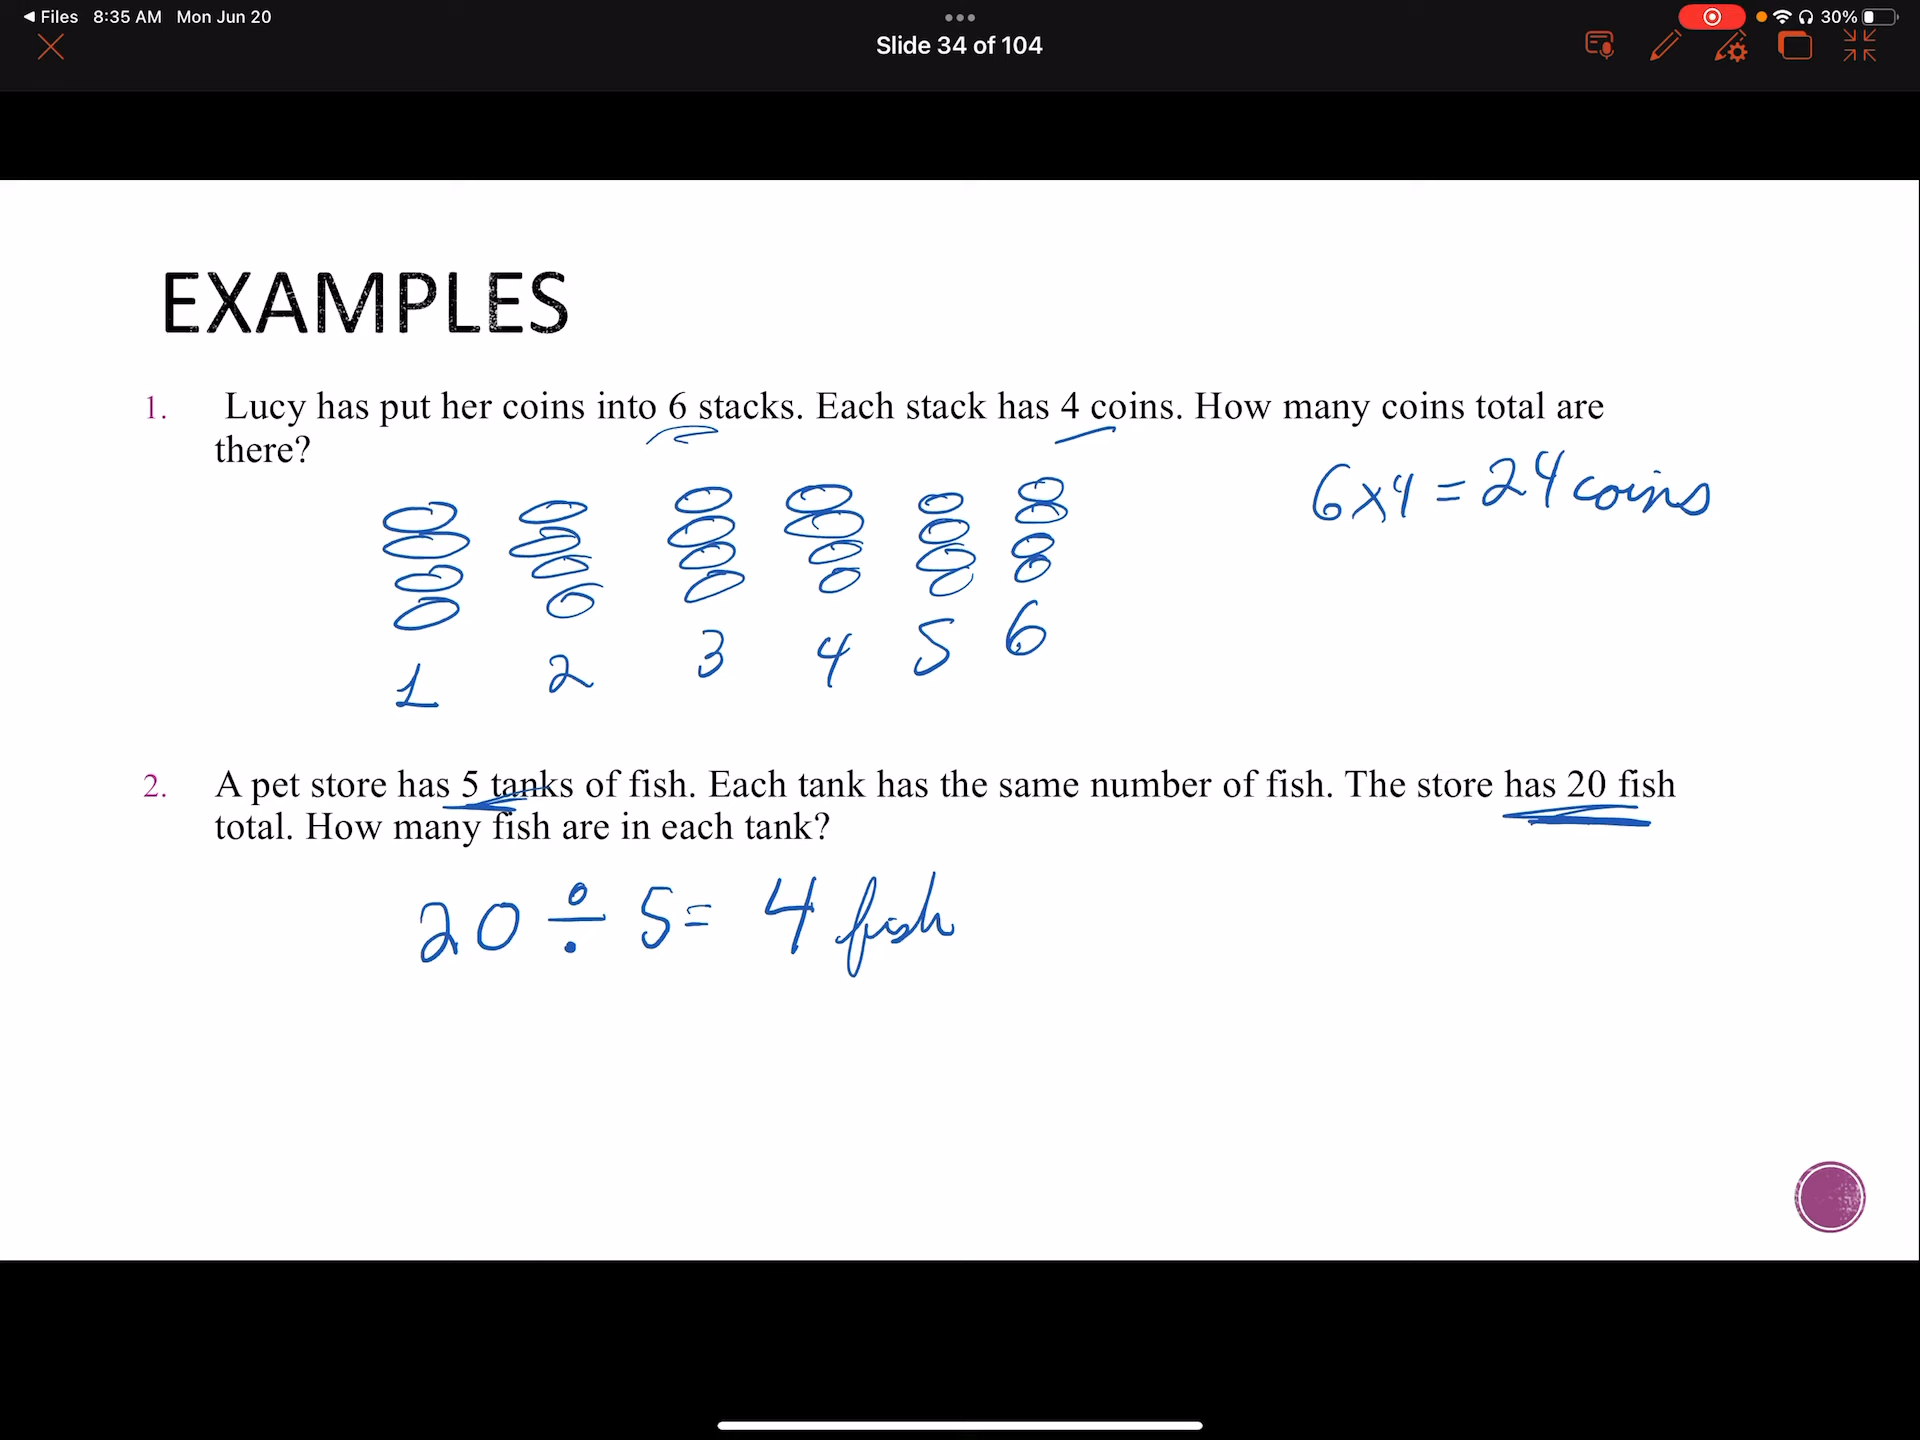 Files 8:35 AM Mon Jun 20
30%
Slide 34 of 104
EXAMPLES
1. Lucy has put her coins into 6 stacks. Each stack has 4 coins. How many coins total are
there?
6 x 4 = 24 coins
1 2 3 4 5 6
2. A pet store has 5 tanks of fish. Each tank has the same number of fish. The store has 20 fish
total. How many fish are in each tank?
20 ÷ 5 = 4 fish